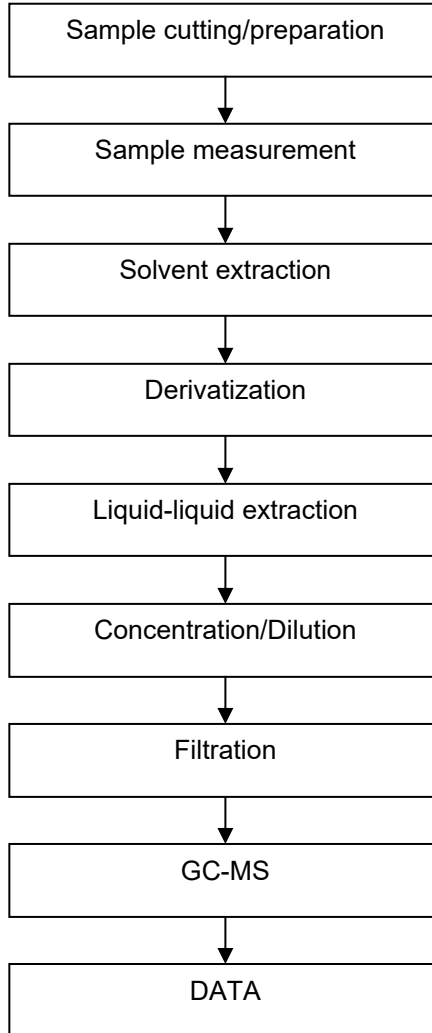 Sample cutting/preparation
Sample measurement
Solvent extraction
Derivatization
Liquid-liquid extraction
Concentration/Dilution
Filtration
GC-MS
DATA